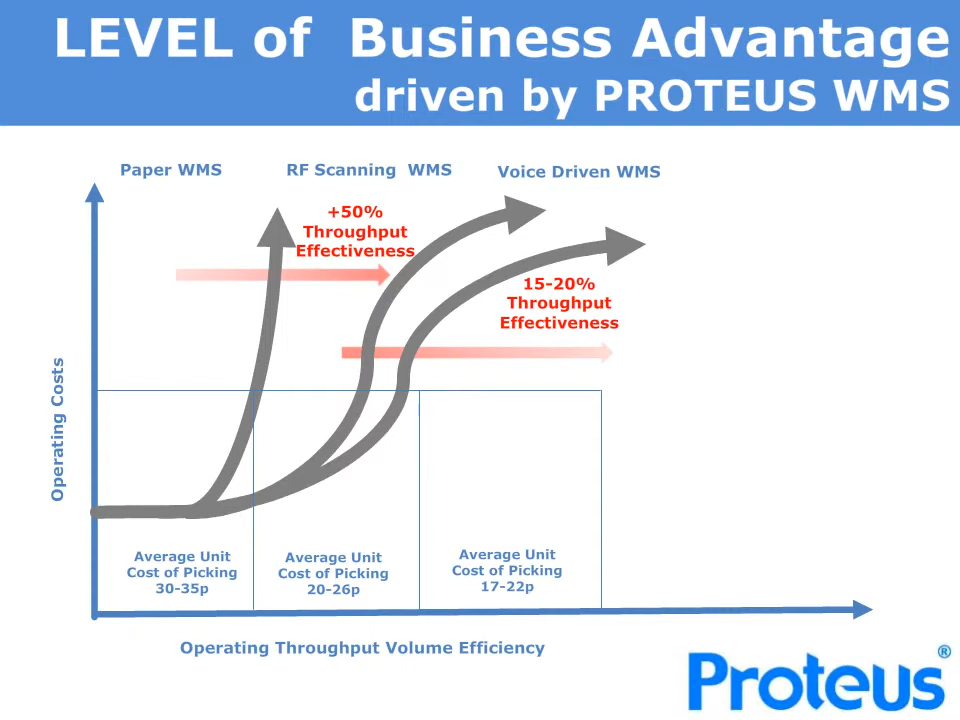 LEVEL of Business Advantage
driven by PROTEUS WMS
Paper WMS
RF Scanning WMS
Voice Driven WMS
+50%
Throughput
Effectiveness
15-20%
Throughput
Effectiveness
Operating Costs
Average Unit
Cost of Picking
30-35p
Average Unit
Cost of Picking
20-26p
Average Unit
Cost of Picking
17-22p
Operating Throughput Volume Efficiency
Proteus®